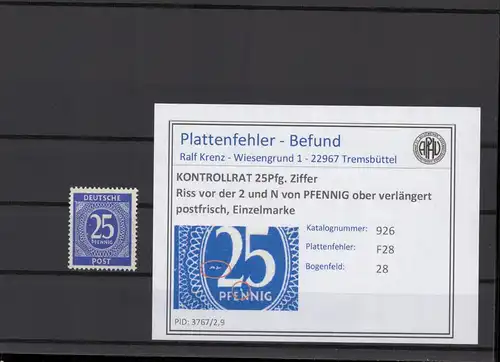 DEUTSCHE
25
PFENNIG
POST
Plattenfehler - Befund
Ralf Krenz - Wiesengrund 1 - 22967 Tremsbüttel
KONTROLLRAT 25Pfg. Ziffer
Riss vor der 2 und N von PFENNIG ober verlängert
postfrisch, Einzelmarke
25
PFENNIG
Katalognummer: 926
Plattenfehler: F28
Bogenfeld: 28
PID: 3767/2,9